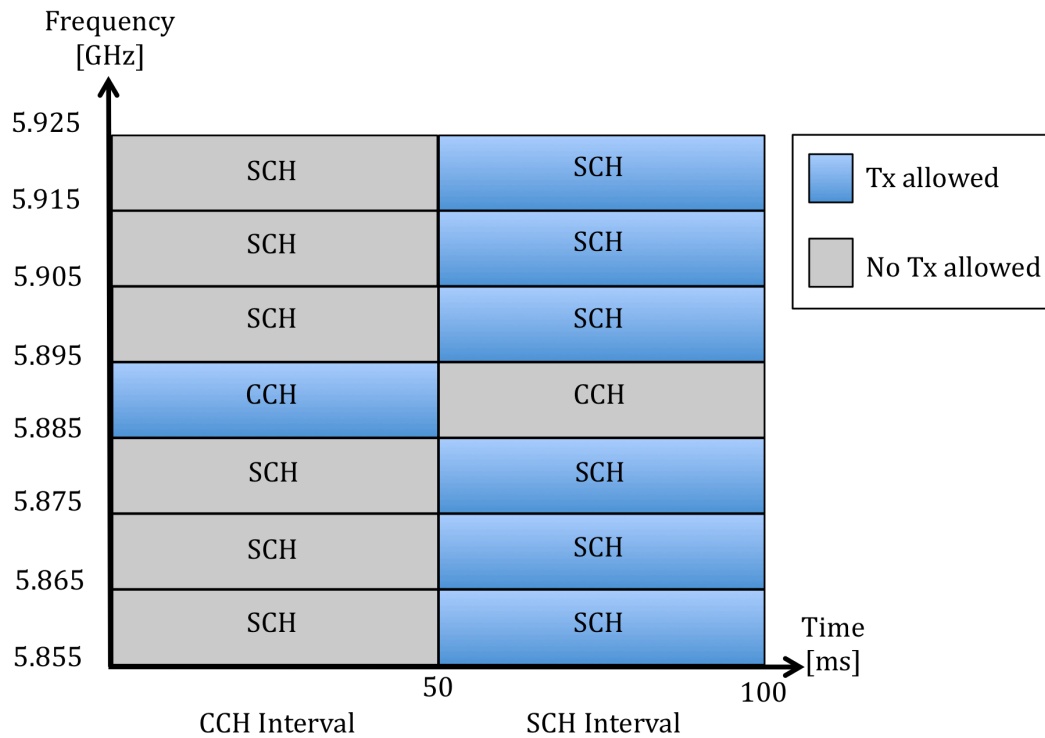 Frequency
[GHz]
5.925
5.915
5.905
5.895
5.885
5.875
5.865
5.855
SCH SCH
SCH SCH
SCH SCH
CCH CCH
SCH SCH
SCH SCH
SCH SCH
Tx allowed
No Tx allowed
Time
[ms]
50 100
CCH Interval SCH Interval